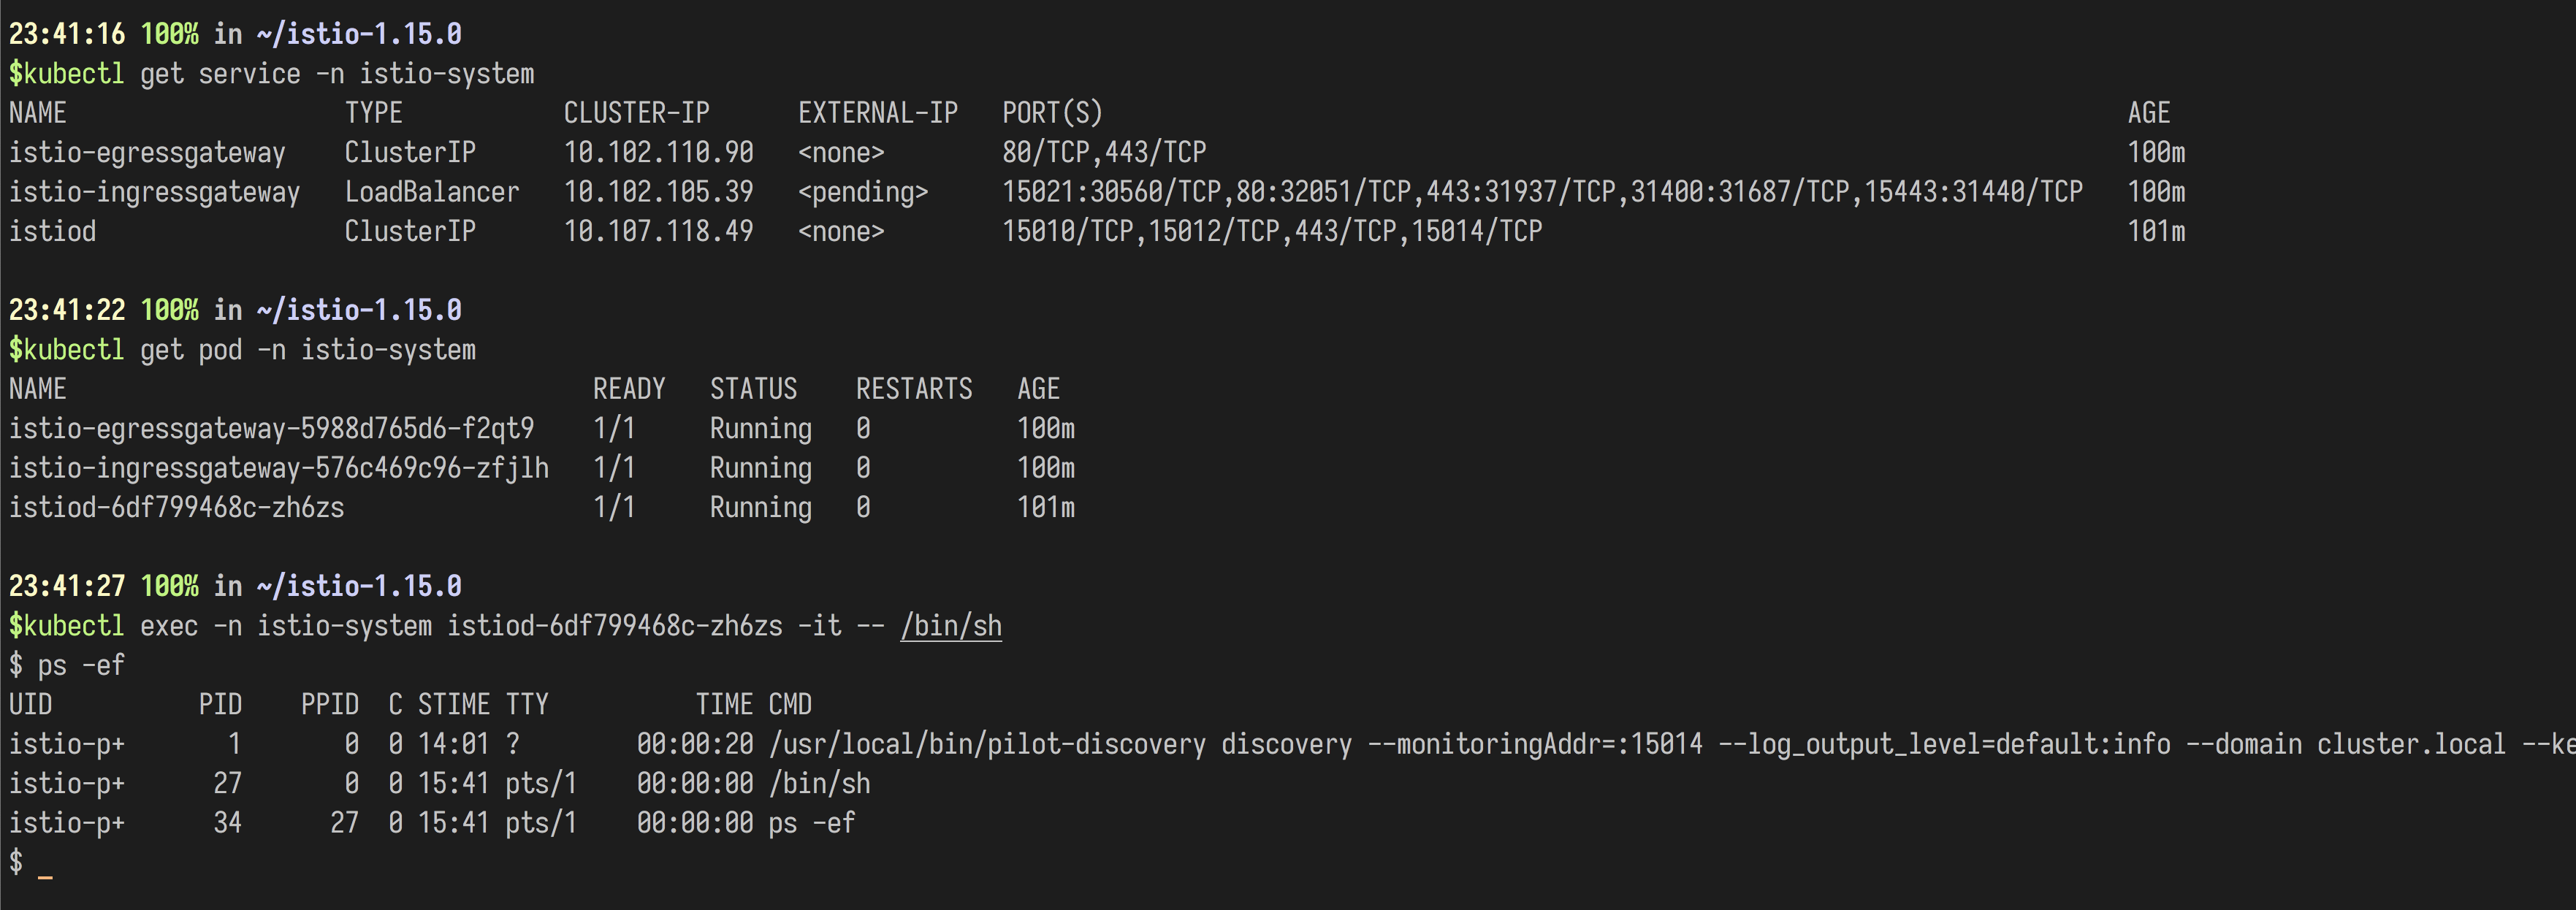 23:41:16 100% in ~/istio-1.15.0
$kubectl get service -n istio-system
NAME TYPE CLUSTER-IP EXTERNAL-IP PORT(S) AGE
istio-egressgateway ClusterIP 10.102.110.90 <none> 80/TCP,443/TCP 100m
istio-ingressgateway LoadBalancer 10.102.105.39 <pending> 15021:30560/TCP,80:32051/TCP,443:31937/TCP,31400:31687/TCP,15443:31440/TCP 100m
istiod ClusterIP 10.107.118.49 <none> 15010/TCP,15012/TCP,443/TCP,15014/TCP 101m
23:41:22 100% in ~/istio-1.15.0
$kubectl get pod -n istio-system
NAME READY STATUS RESTARTS AGE
istio-egressgateway-5988d765d6-f2qt9 1/1 Running 0 100m
istio-ingressgateway-576c469c96-zfjlh 1/1 Running 0 100m
istiod-6df799468c-zh6zs 1/1 Running 0 101m
23:41:27 100% in ~/istio-1.15.0
$kubectl exec -n istio-system istiod-6df799468c-zh6zs -it -- /bin/sh
$ ps -ef
UID PID PPID C STIME TTY TIME CMD
istio-p+ 1 0 0 14:01 ? 00:00:20 /usr/local/bin/pilot-discovery discovery --monitoringAddr=:15014 --log_output_level=default:info --domain cluster.local --ke
istio-p+ 27 0 0 15:41 pts/1 00:00:00 /bin/sh
istio-p+ 34 27 0 15:41 pts/1 00:00:00 ps -ef
$ _